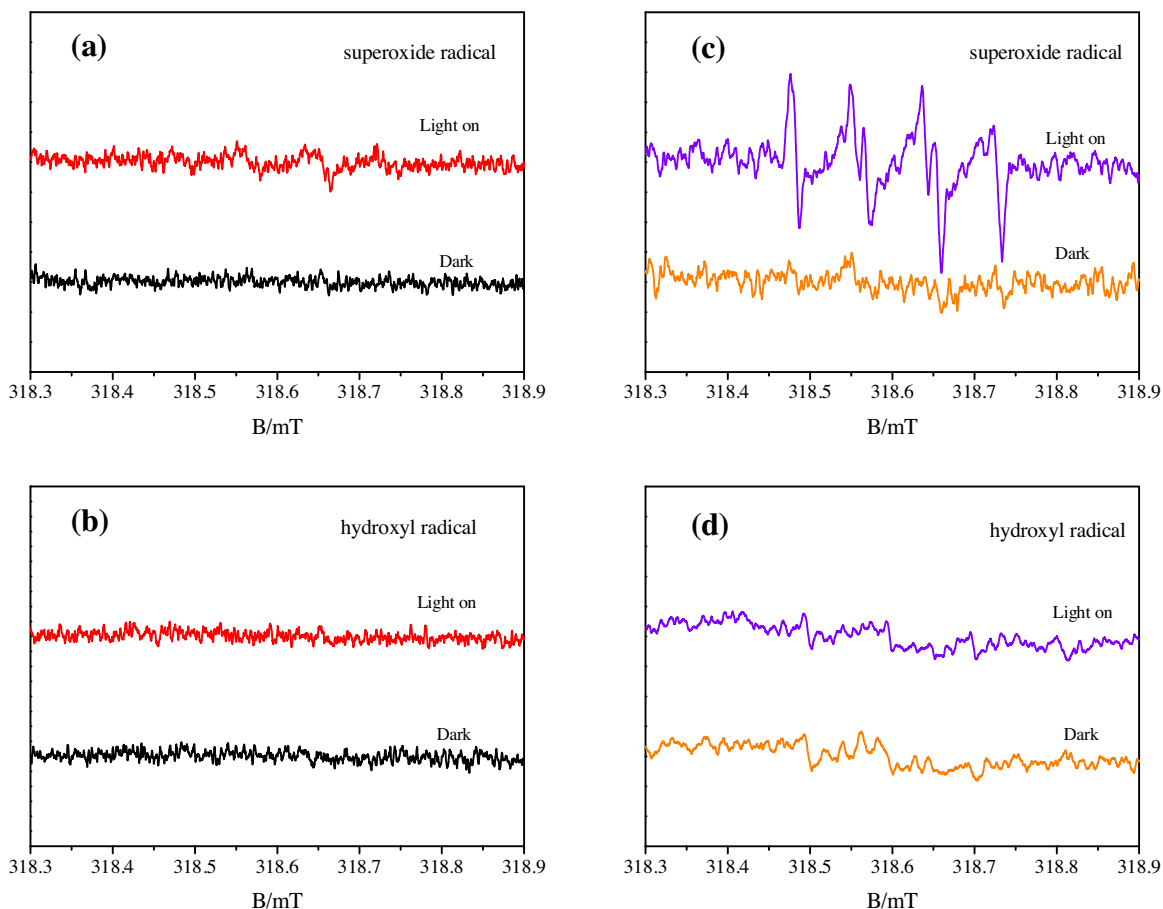 (a)
superoxide radical
Light on
Dark
318.3 318.4 318.5 318.6 318.7 318.8 318.9
B/mT
(c)
superoxide radical
Light on
Dark
318.3 318.4 318.5 318.6 318.7 318.8 318.9
B/mT
(b)
hydroxyl radical
Light on
Dark
318.3 318.4 318.5 318.6 318.7 318.8 318.9
B/mT
(d)
hydroxyl radical
Light on
Dark
318.3 318.4 318.5 318.6 318.7 318.8 318.9
B/mT